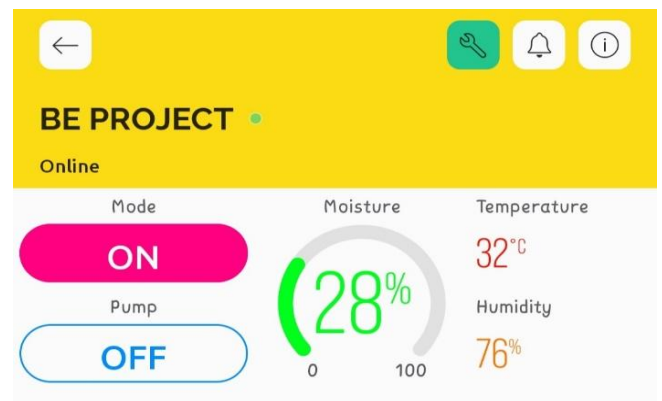 BE PROJECT
Online
Mode
ON
Pump
OFF
Moisture
28%
0 100
Temperature
32°C
Humidity
76%